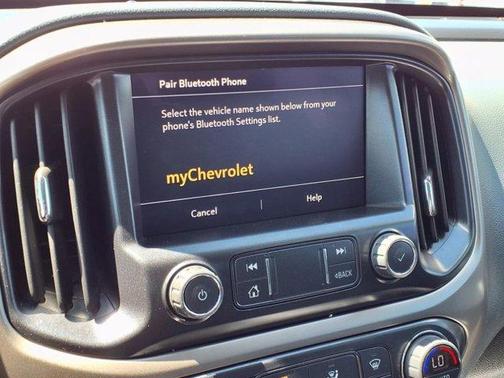 Pair Bluetooth Phone
Select the vehicle name shown below from your
phone's Bluetooth Settings list.
myChevrolet
Cancel
Help
BACK
LO
AUTO